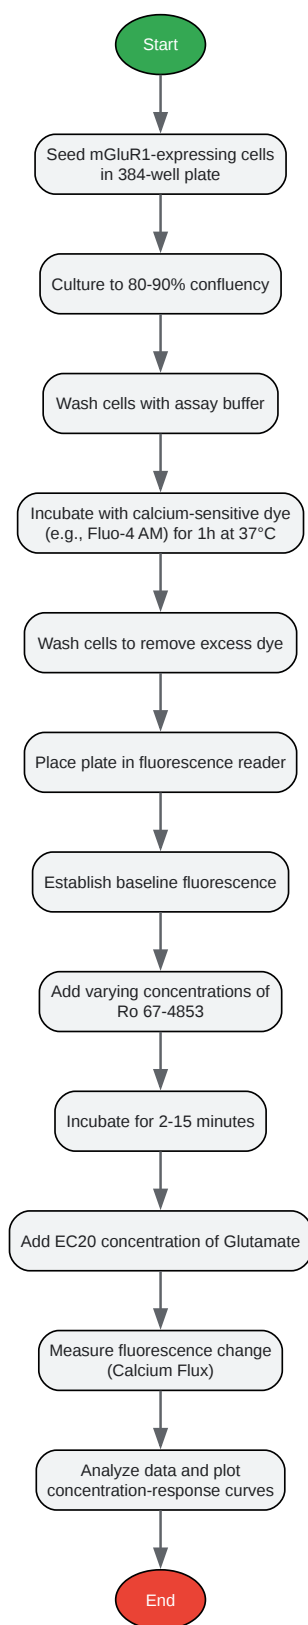 Start
Seed mGluR1-expressing cells
in 384-well plate
Culture to 80-90% confluency
Wash cells with assay buffer
Incubate with calcium-sensitive dye
(e.g., Fluo-4 AM) for 1h at 37°C
Wash cells to remove excess dye
Place plate in fluorescence reader
Establish baseline fluorescence
Add varying concentrations of
Ro 67-4853
Incubate for 2-15 minutes
Add EC20 concentration of Glutamate
Measure fluorescence change
(Calcium Flux)
Analyze data and plot
concentration-response curves
End